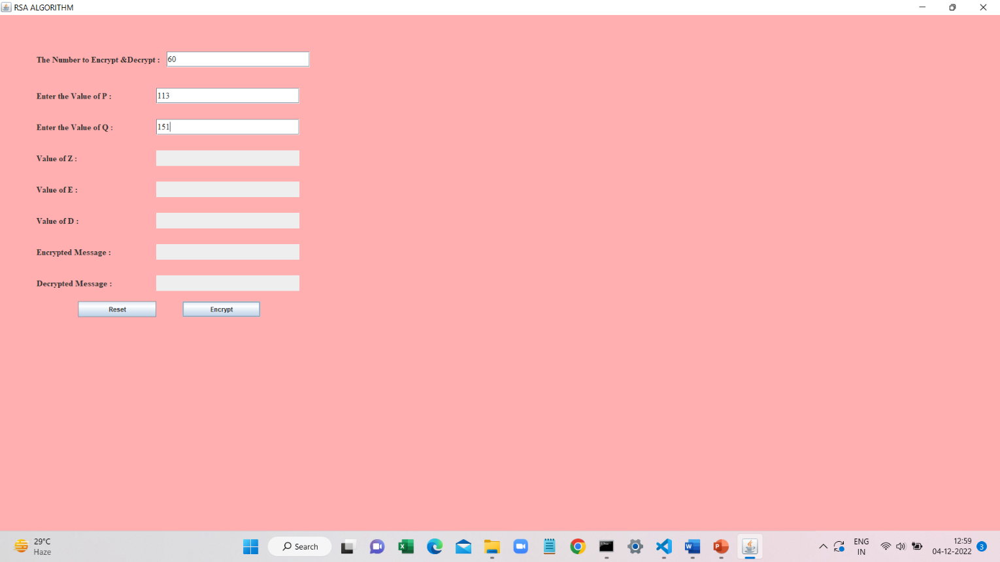 RSA ALGORITHM
The Number to Encrypt &Decrypt : 60
Enter the Value of P : 113
Enter the Value of Q : 151
Value of Z :
Value of E :
Value of D :
Encrypted Message :
Decrypted Message :
Reset Encrypt
29°C
Haze
Search
ENG
IN
12:59
04-12-2022
3